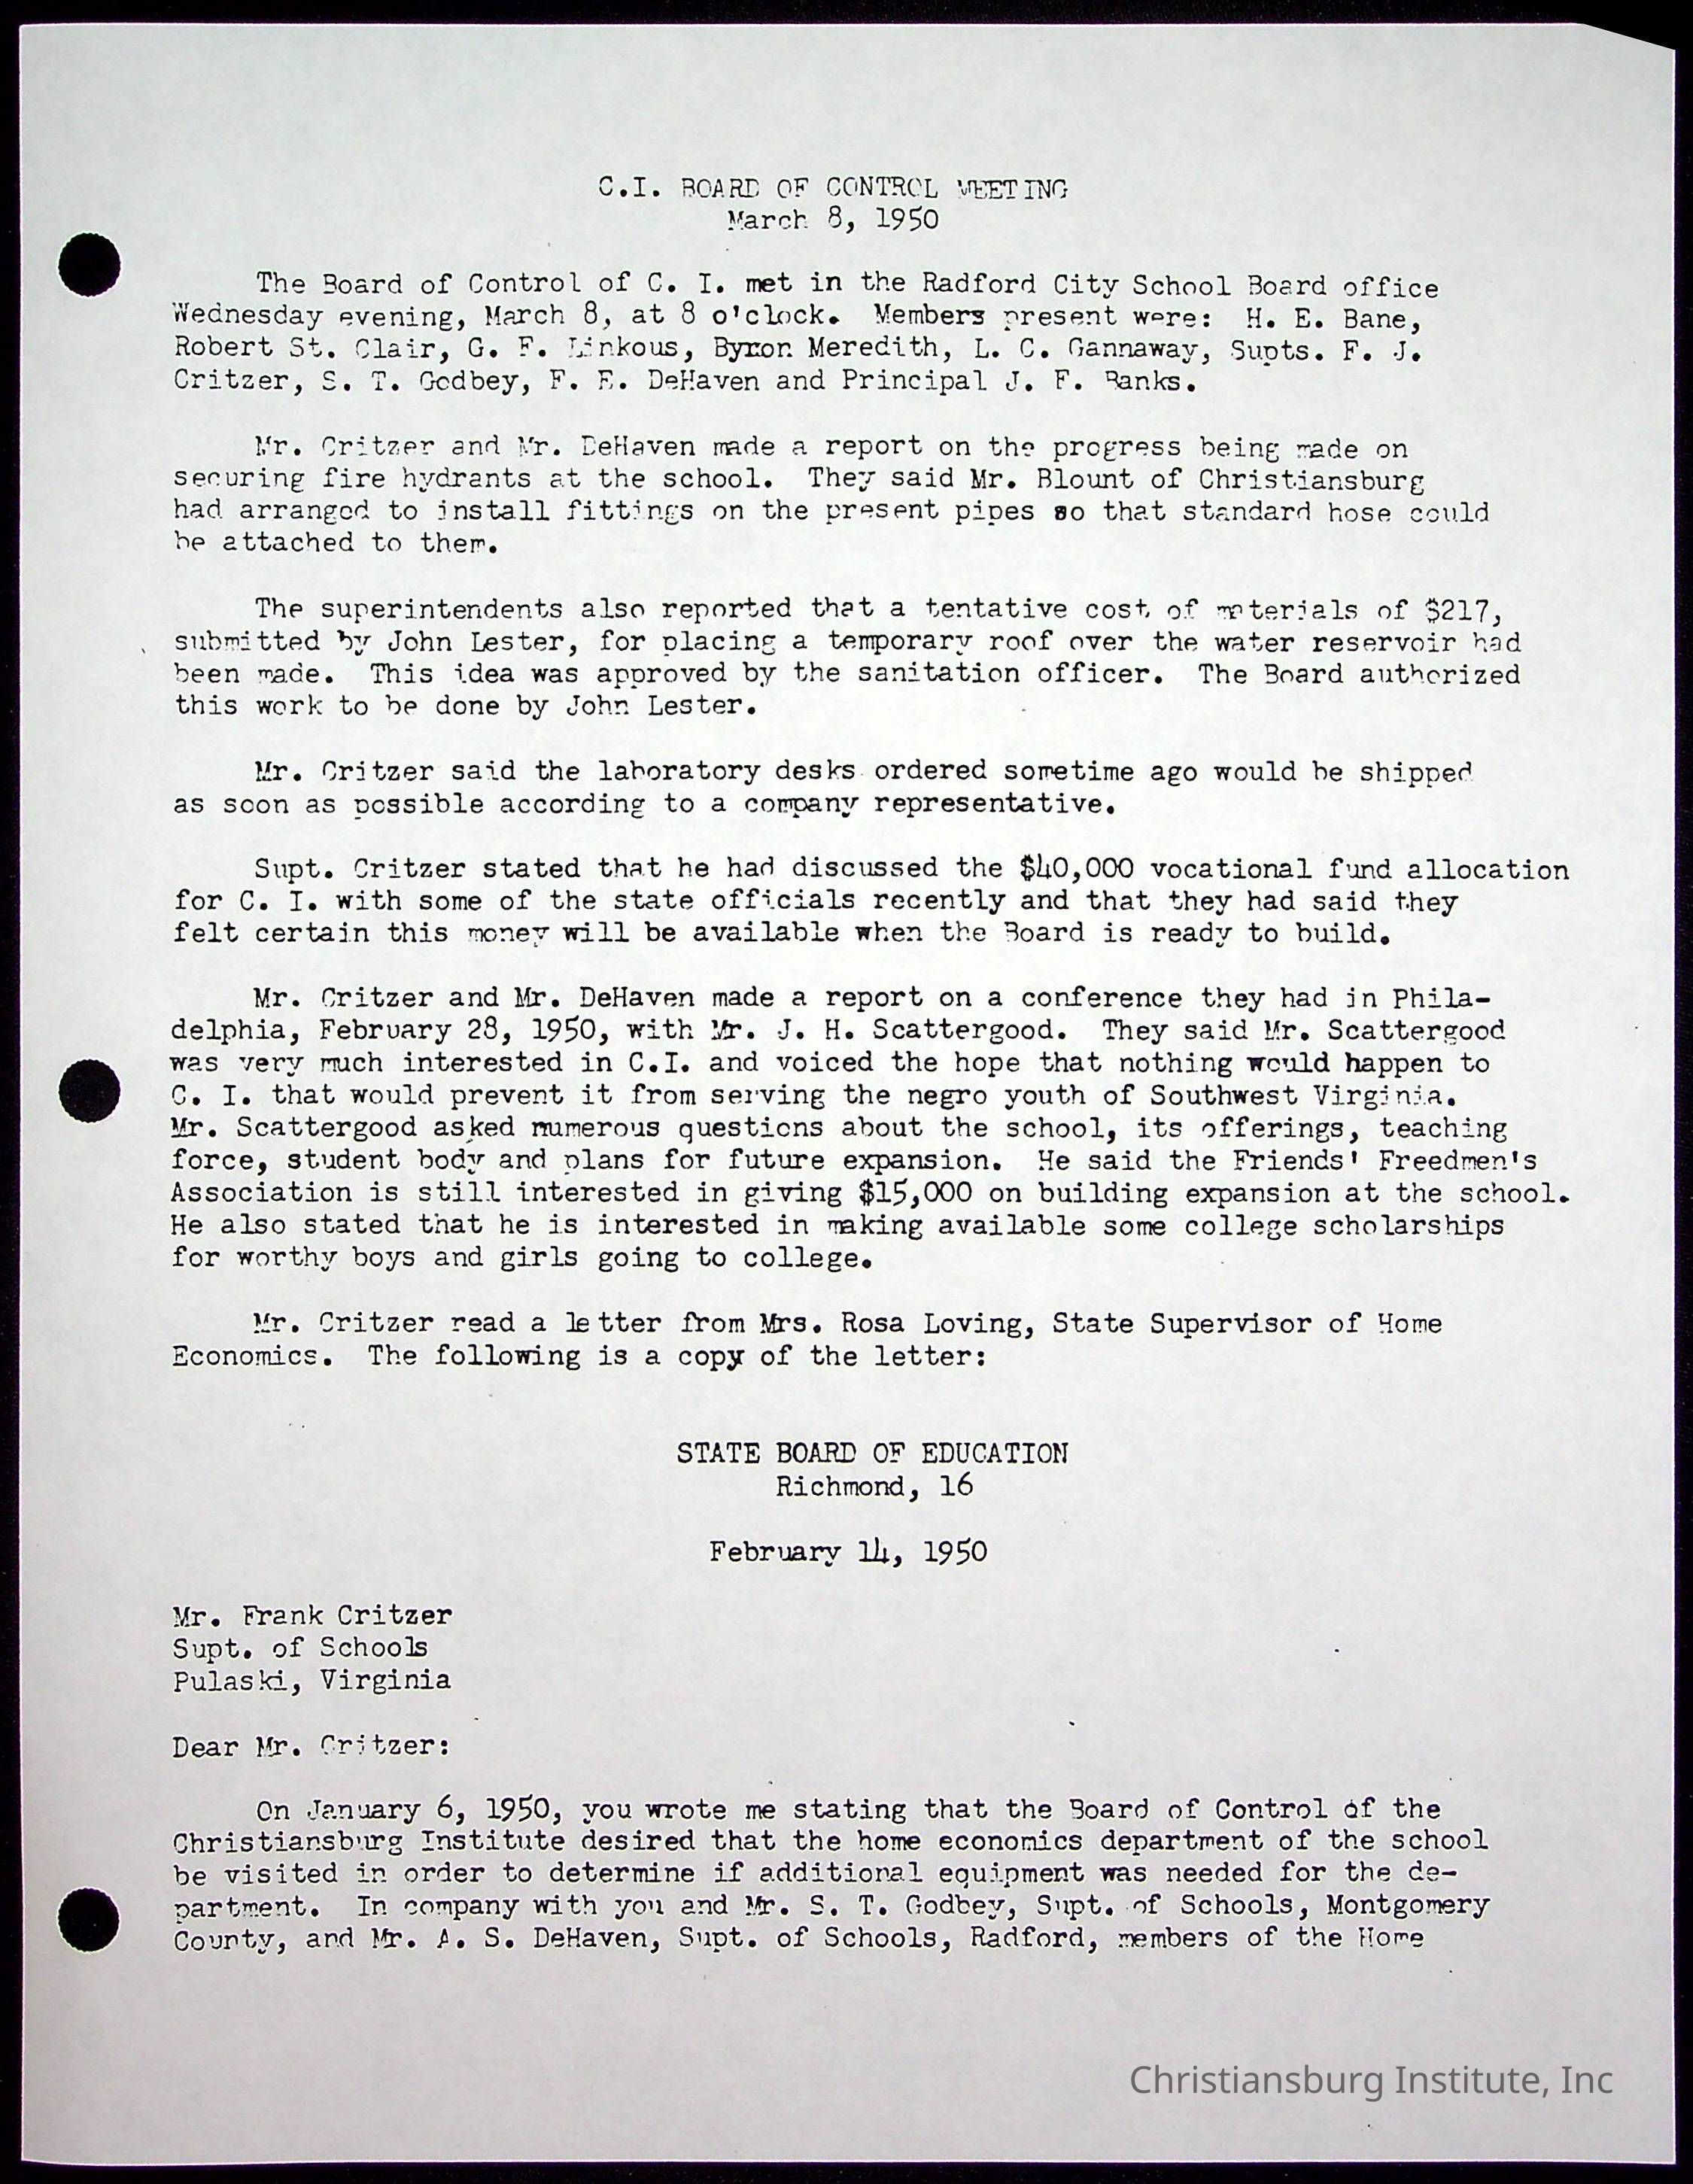 C.I. BOARD OF CONTROL MEETING
March 8, 1950
The Board of Control of C. I. met in the Radford City School Board office
Wednesday evening, March 8, at 8 o'clock. Members present were: H. E. Bane,
Robert St. Clair, G. F. Linkous, Byron Meredith, L. C. Gannaway, Supts. F. J.
Critzer, S. T. Godbey, F. E. DeHaven and Principal J. F. Banks.
Mr. Critzer and Mr. DeHaven made a report on the progress being made on
securing fire hydrants at the school. They said Mr. Blount of Christiansburg
had arranged to install fittings on the present pipes so that standard hose could
be attached to them.
The superintendents also reported that a tentative cost of materials of $217,
submitted by John Lester, for placing a temporary roof over the water reservoir had
been made. This idea was approved by the sanitation officer. The Board authorized
this work to be done by John Lester.
Mr. Critzer said the laboratory desks ordered sometime ago would be shipped
as soon as possible according to a company representative.
Supt. Critzer stated that he had discussed the $40,000 vocational fund allocation
for C. I. with some of the state officials recently and that they had said they
felt certain this money will be available when the Board is ready to build.
Mr. Critzer and Mr. DeHaven made a report on a conference they had in Phila-
delphia, February 28, 1950, with Mr. J. H. Scattergood. They said Mr. Scattergood
was very much interested in C.I. and voiced the hope that nothing would happen to
C. I. that would prevent it from serving the negro youth of Southwest Virginia.
Mr. Scattergood asked numerous questions about the school, its offerings, teaching
force, student body and plans for future expansion. He said the Friends' Freedmen's
Association is still interested in giving $15,000 on building expansion at the school.
He also stated that he is interested in making available some college scholarships
for worthy boys and girls going to college.
Mr. Critzer read a letter from Mrs. Rosa Loving, State Supervisor of Home
Economics. The following is a copy of the letter:
STATE BOARD OF EDUCATION
Richmond, 16
February 14, 1950
Mr. Frank Critzer
Supt. of Schools
Pulaski, Virginia
Dear Mr. Critzer:
On January 6, 1950, you wrote me stating that the Board of Control of the
Christiansburg Institute desired that the home economics department of the school
be visited in order to determine if additional equipment was needed for the de-
partment. In company with you and Mr. S. T. Godbey, Supt. of Schools, Montgomery
County, and Mr. A. S. DeHaven, Supt. of Schools, Radford, members of the Home
Christiansburg Institute, Inc